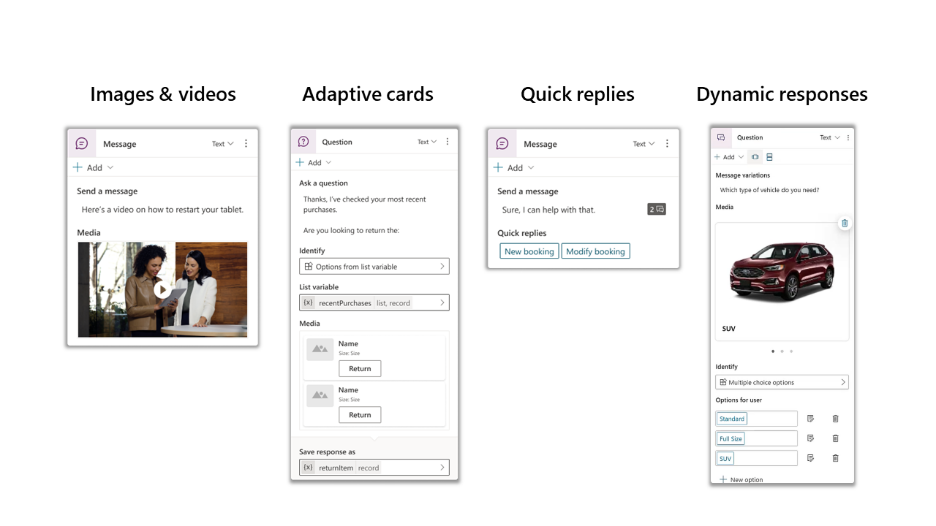 Images & videos
Message
Text
Add
Send a message
Here's a video on how to restart your tablet.
Media
Adaptive cards
Question
Text
Add
Ask a question
Thanks, I've checked your most recent
purchases.
Are you looking to return the:
Identify
Options from list variable
List variable
{x} recentPurchases list, record
Media
Name
Size: Size
Return
Name
Size: Size
Return
Save response as
{x} returnItem record
Quick replies
Message
Text
Add
Send a message
Sure, I can help with that.
2
Quick replies
New booking
Modify booking
Dynamic responses
Question
Text
Add
Message variations
Which type of vehicle do you need?
Media
SUV
Identify
Multiple choice options
Options for user
Standard
Full Size
SUV
New option